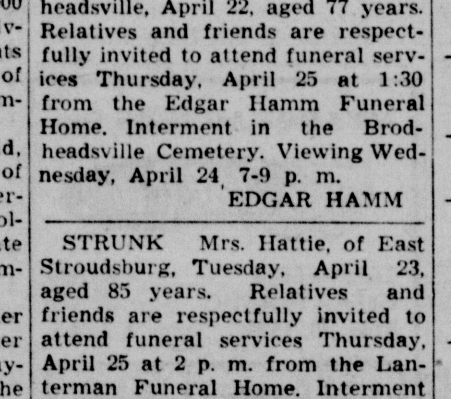 headsville, April 22, aged 77 years.
Relatives and friends are respect-
fully invited to attend funeral serv-
ices Thursday, April 25 at 1:30
from the Edgar Hamm Funeral
Home. Interment in the Brod-
headsville Cemetery. Viewing Wed-
nesday, April 24, 7-9 p. m.
EDGAR HAMM
STRUNK Mrs. Hattie, of East
Stroudsburg, Tuesday, April 23,
aged 85 years. Relatives and
friends are respectfully invited to
attend funeral services Thursday,
April 25 at 2 p. m. from the Lan-
terman Funeral Home. Interment